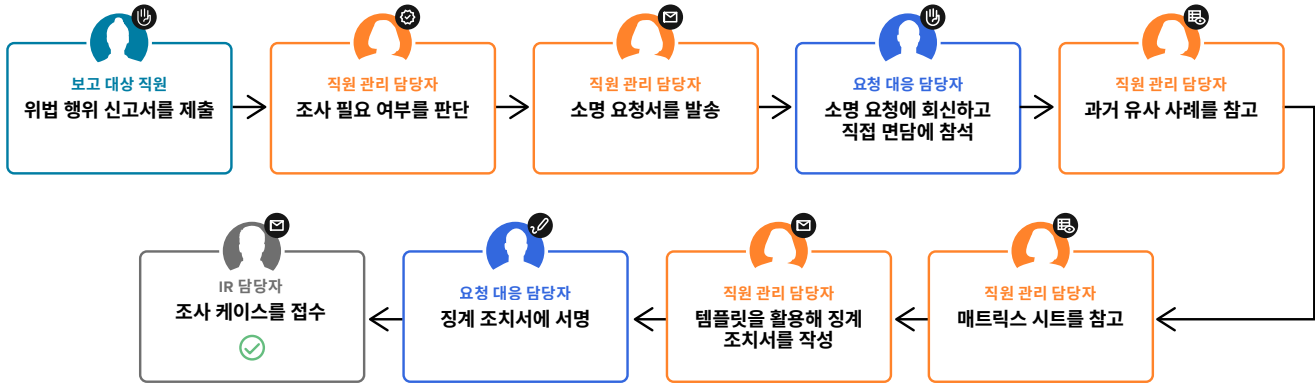 보고 대상 직원
위법 행위 신고서를 제출
직원 관리 담당자
조사 필요 여부를 판단
직원 관리 담당자
소명 요청서를 발송
요청 대응 담당자
소명 요청에 회신하고
직접 면담에 참석
직원 관리 담당자
과거 유사 사례를 참고
직원 관리 담당자
매트릭스 시트를 참고
직원 관리 담당자
템플릿을 활용해 징계
조치서를 작성
요청 대응 담당자
징계 조치서에 서명
IR 담당자
조사 케이스를 접수